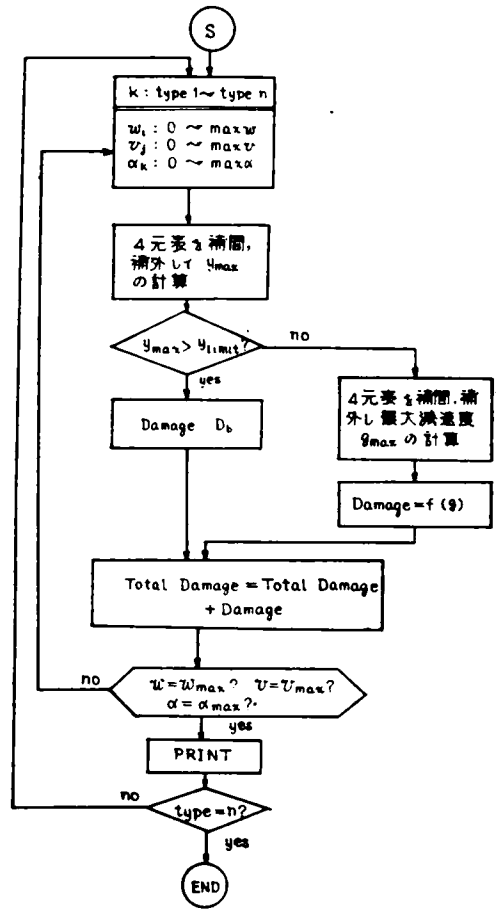 S
k : type 1 ~ type n
w_i : 0 ~ max w
v_j : 0 ~ max v
α_k : 0 ~ max α
4元表を補間,
補外して y_max
の計算
y_max > y_limit?
no
yes
Damage D_b
4元表を補間.補
外し最大減速度
g_max の計算
Damage = f (g)
Total Damage = Total Damage
+ Damage
no
w = w_max? v = v_max?
α = α_max?
yes
PRINT
no
type = n?
yes
END